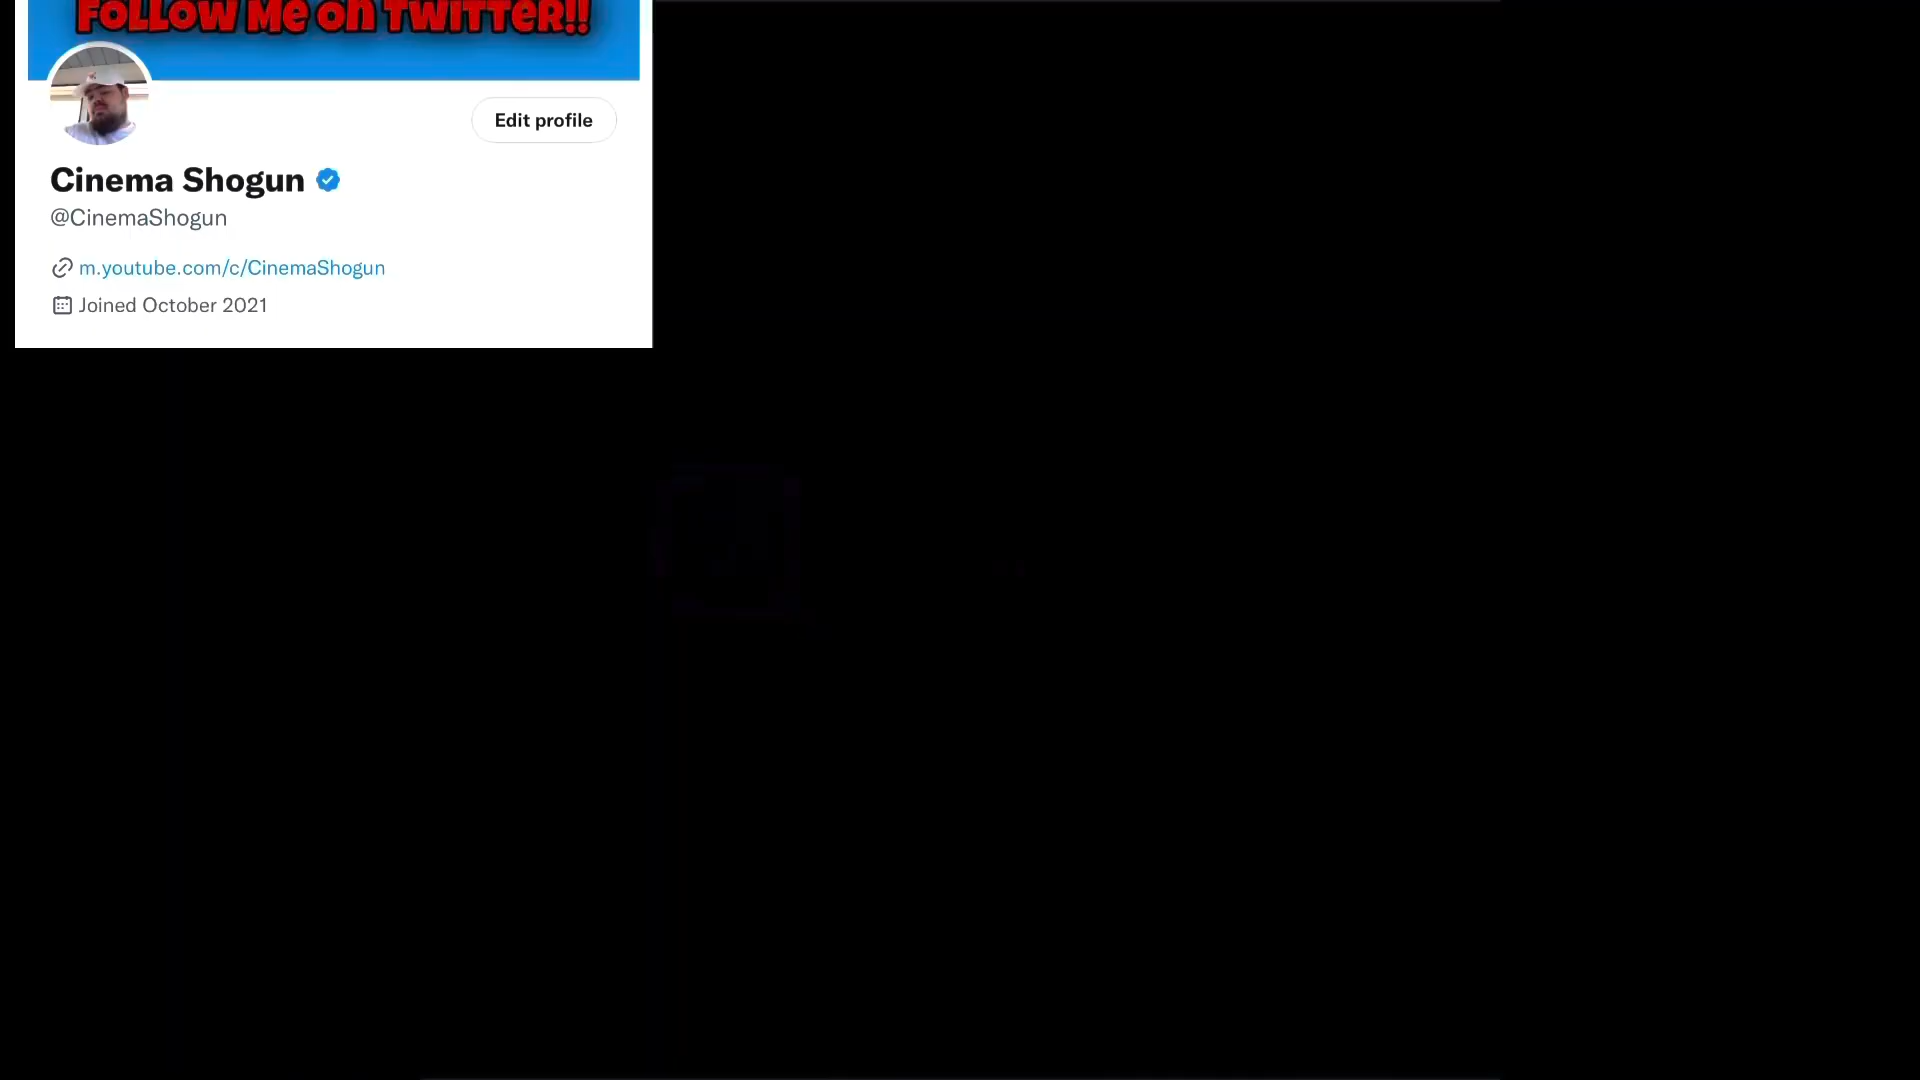 FOLLOW Me on TWITTeR!!
Edit profile
Cinema Shogun
@CinemaShogun
m.youtube.com/c/CinemaShogun
Joined October 2021